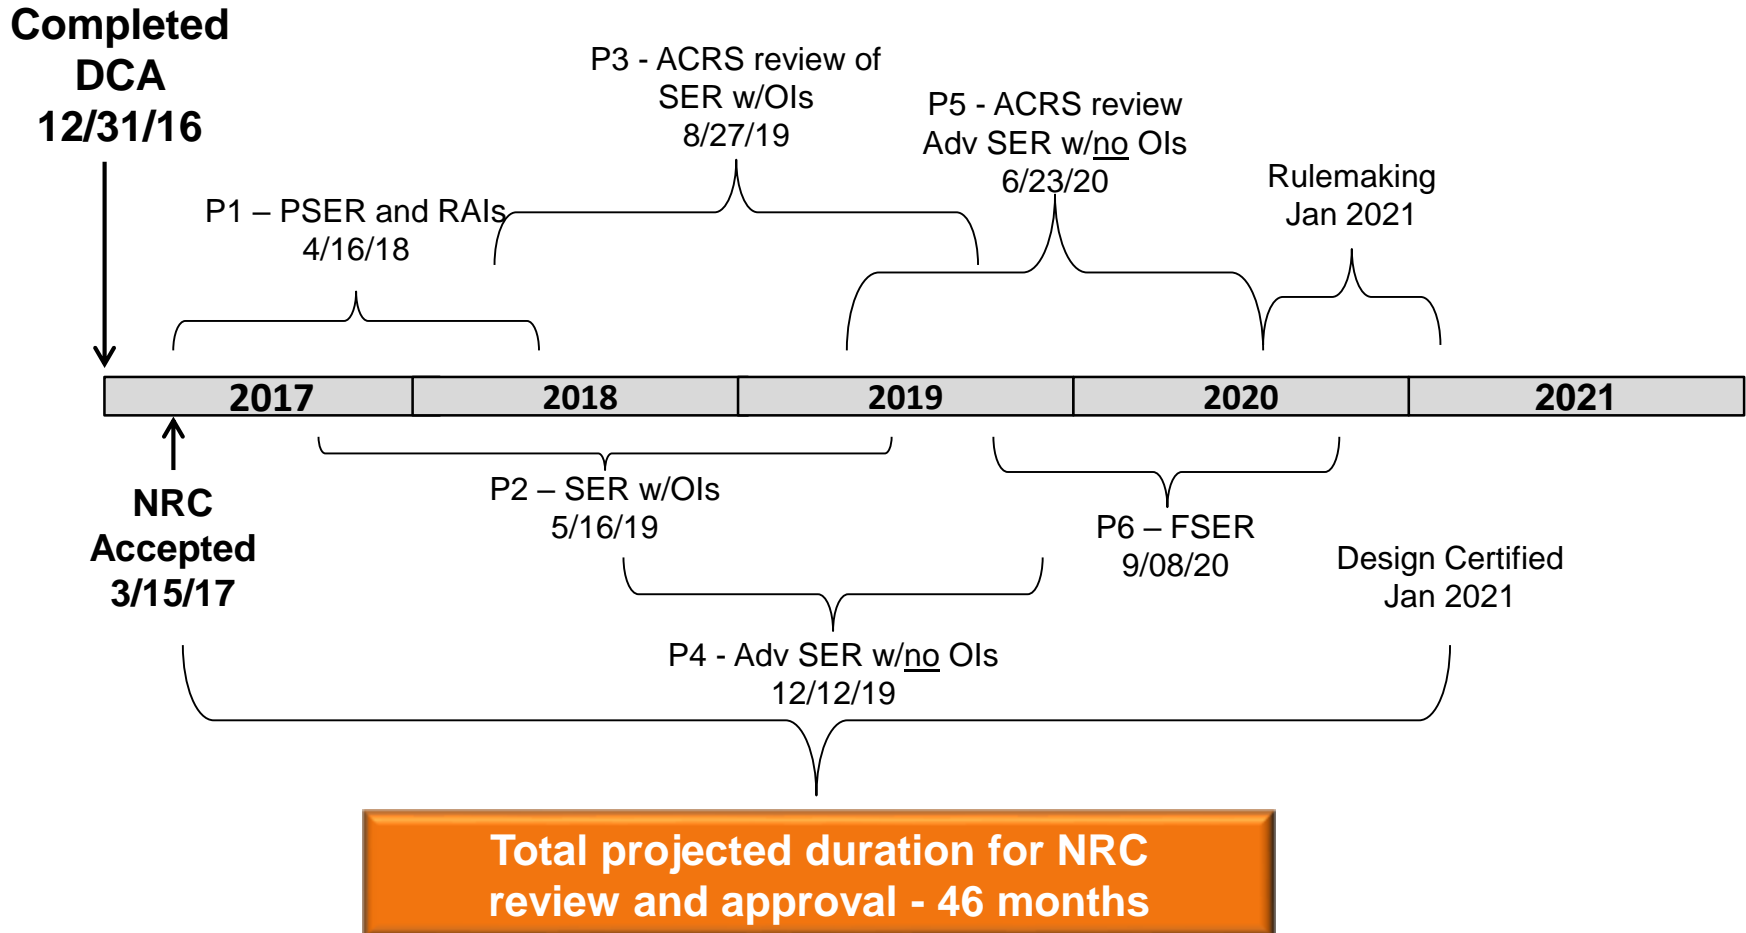 Completed
DCA
12/31/16
P3 - ACRS review of
SER w/OIs
8/27/19
P5 - ACRS review
Adv SER w/no OIs
6/23/20
Rulemaking
Jan 2021
P1 – PSER and RAIs
4/16/18
2017
2018
2019
2020
2021
NRC
Accepted
3/15/17
P2 – SER w/OIs
5/16/19
P6 – FSER
9/08/20
Design Certified
Jan 2021
P4 - Adv SER w/no OIs
12/12/19
Total projected duration for NRC
review and approval - 46 months